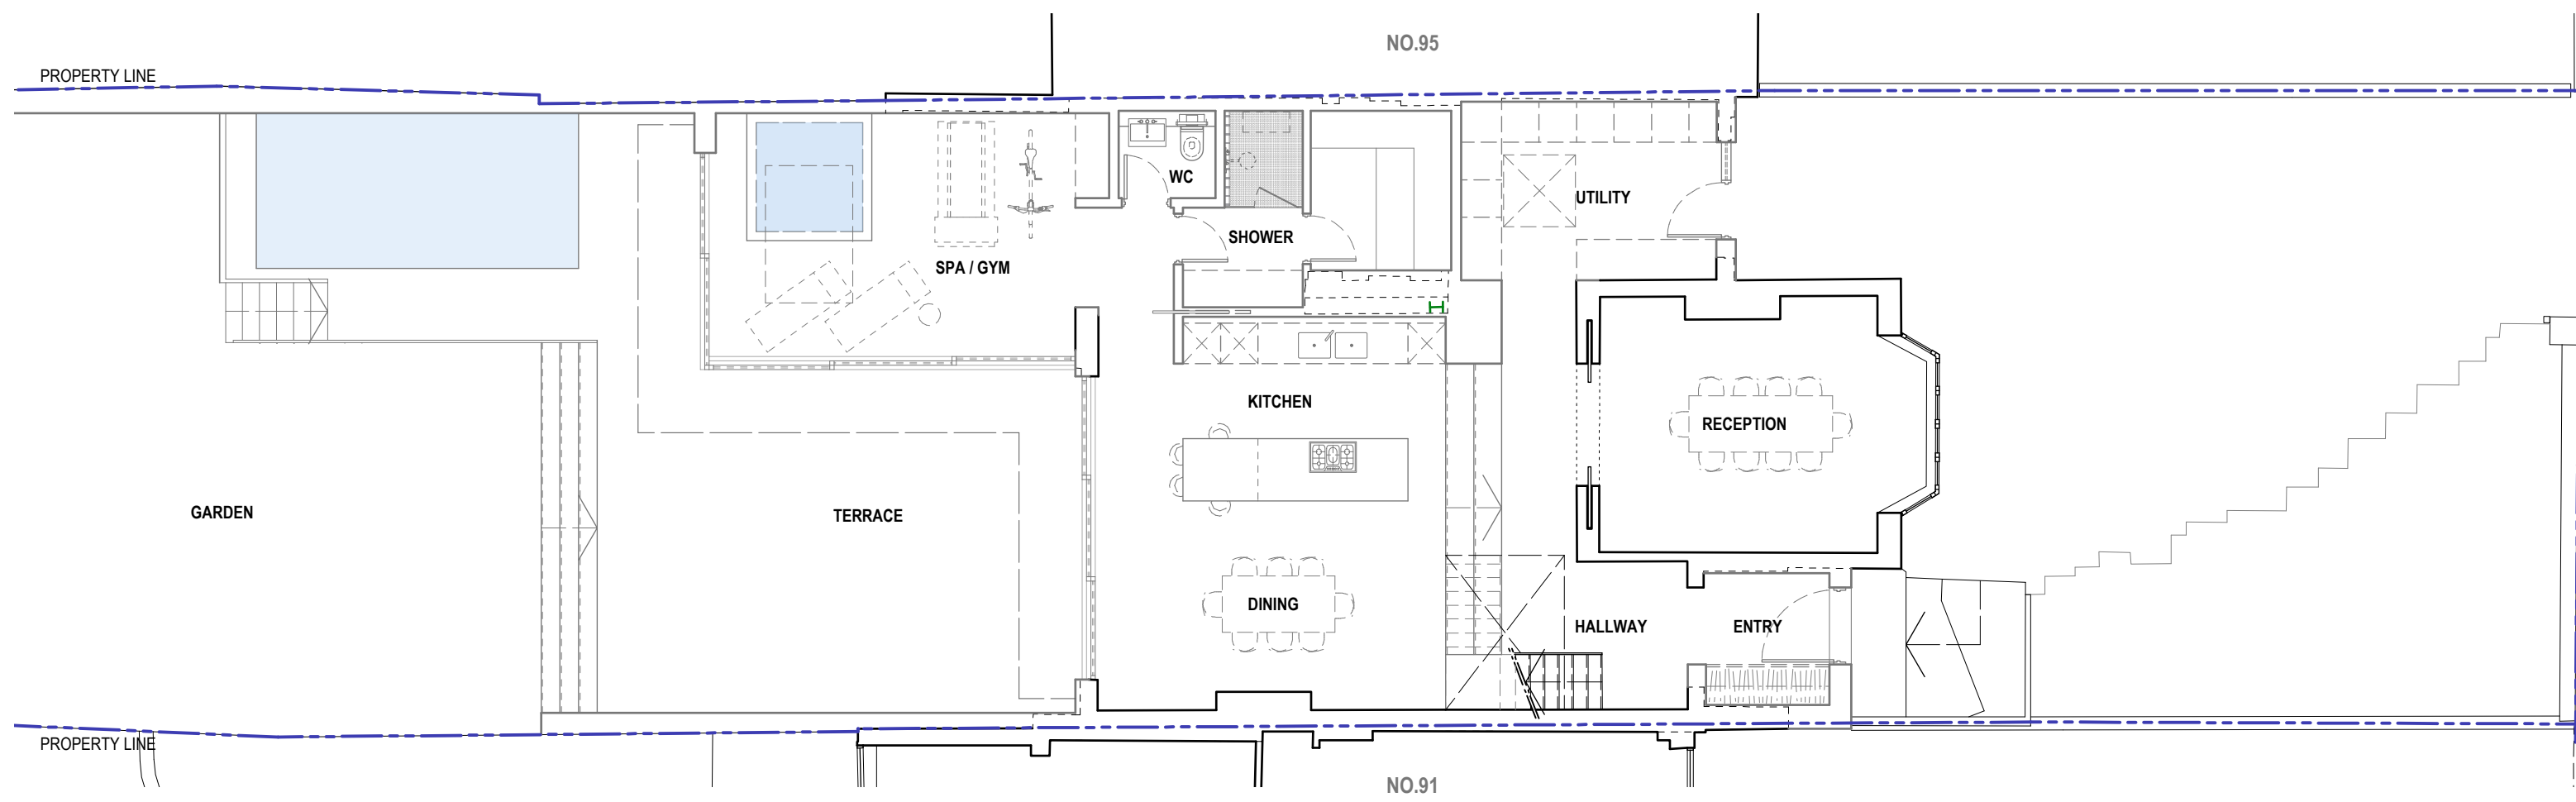 NO.95
PROPERTY LINE
WC
UTILITY
SHOWER
SPA / GYM
H
KITCHEN
RECEPTION
GARDEN
TERRACE
DINING
HALLWAY
ENTRY
PROPERTY LINE
NO.91